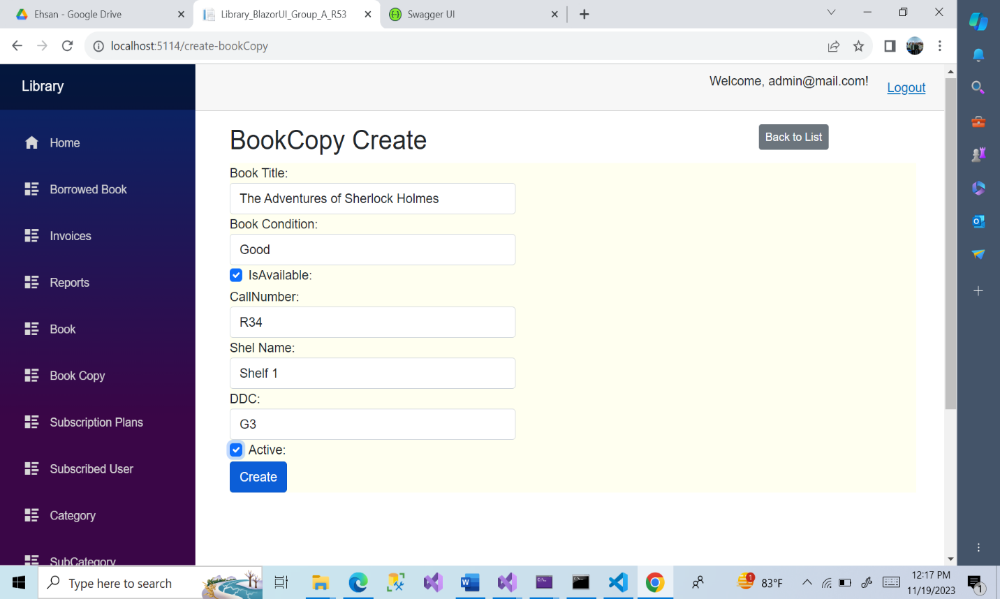 Ehsan - Google Drive
Library_BlazorUI_Group_A_R53
Swagger UI
localhost:5114/create-bookCopy
Library
Welcome, admin@mail.com!
Logout
Home
Borrowed Book
Invoices
Reports
Book
Book Copy
Subscription Plans
Subscribed User
Category
SubCategory
BookCopy Create
Back to List
Book Title:
The Adventures of Sherlock Holmes
Book Condition:
Good
IsAvailable:
CallNumber:
R34
Shel Name:
Shelf 1
DDC:
G3
Active:
Create
Type here to search
1
83°F
12:17 PM
11/19/2023
1